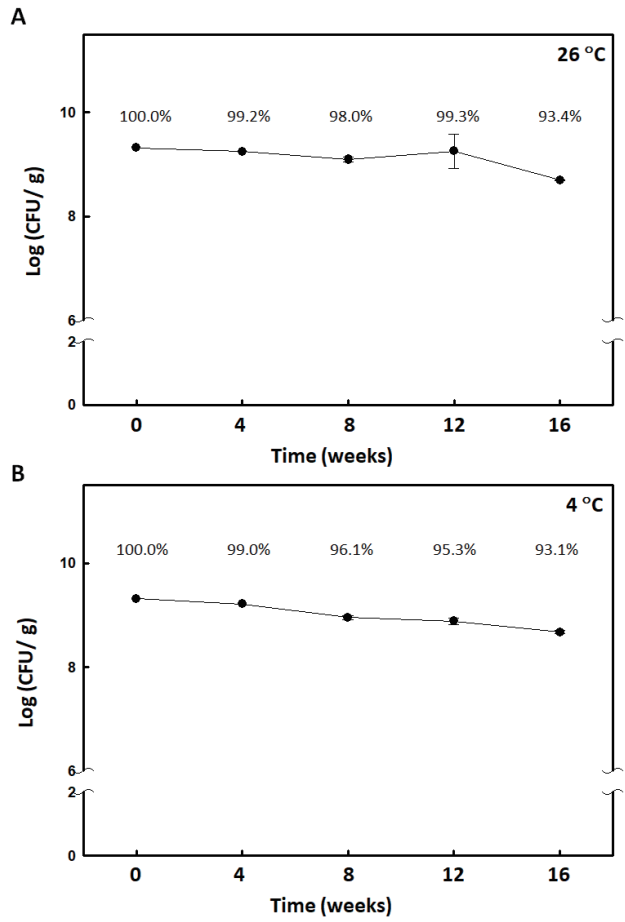 A
26 °C
100.0% 99.2% 98.0% 99.3% 93.4%
10
8
6
2
0
Log (CFU/ g)
0 4 8 12 16
Time (weeks)
B
4 °C
100.0% 99.0% 96.1% 95.3% 93.1%
10
8
6
2
0
Log (CFU/ g)
0 4 8 12 16
Time (weeks)